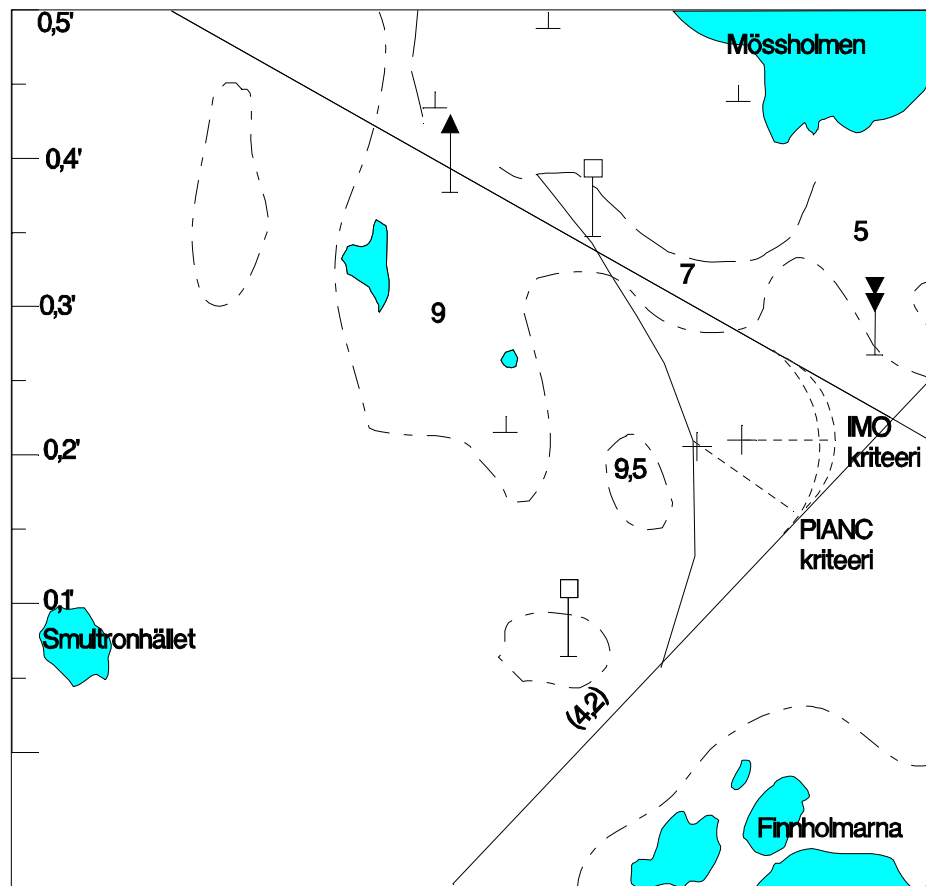 0,5'
Mössholmen
0,4'
5
7
0,3'
9
IMO
kriteeri
0,2'
9,5
PIANC
kriteeri
0,1'
Smultronhället
(4,2)
Finnholmarna